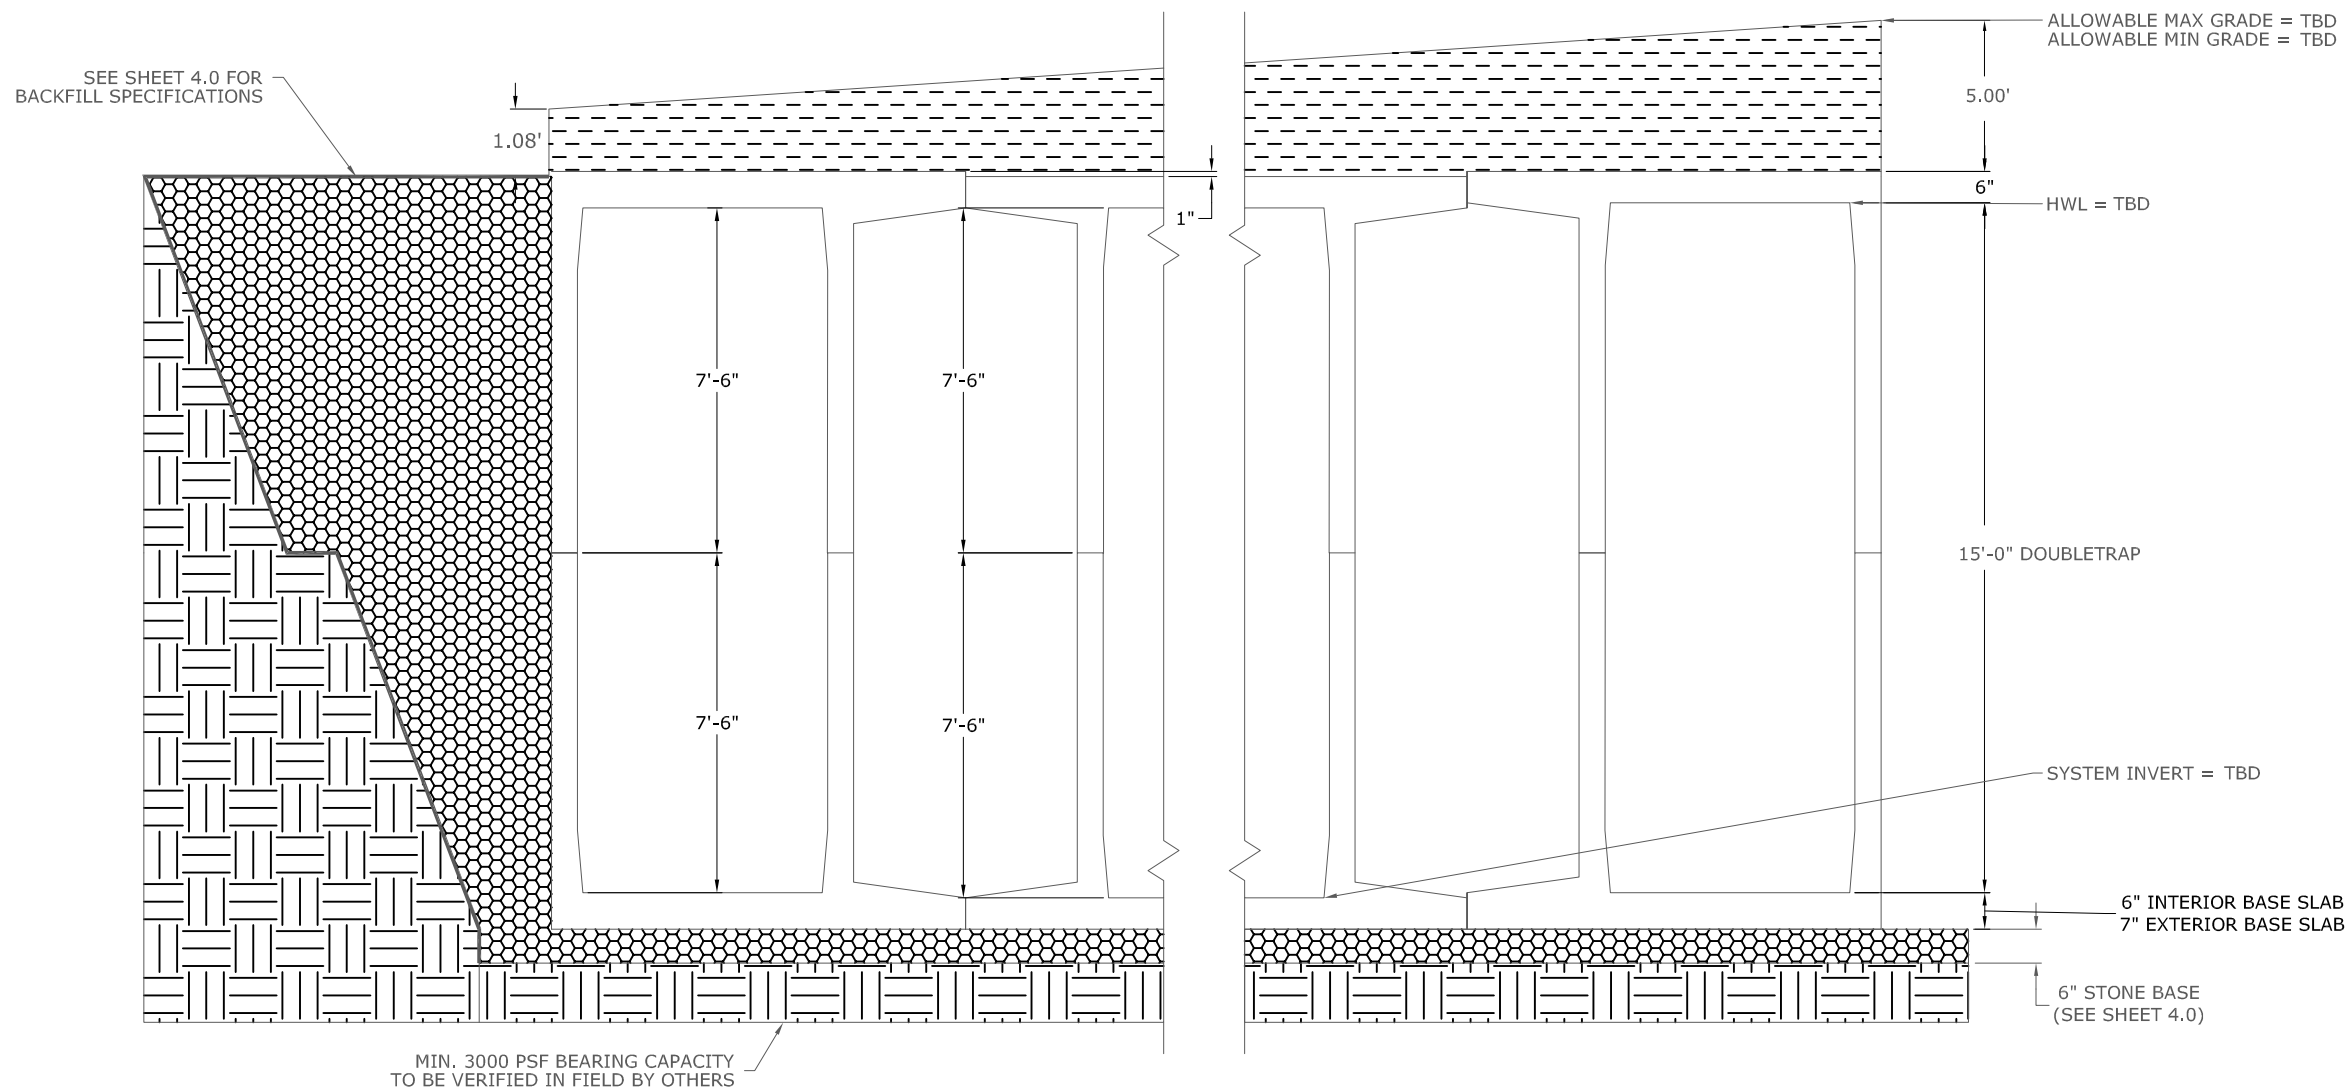 ALLOWABLE MAX GRADE = TBD
ALLOWABLE MIN GRADE = TBD
SEE SHEET 4.0 FOR
BACKFILL SPECIFICATIONS
5.00'
1.08'
6"
HWL = TBD
1"
7'-6"
7'-6"
15'-0" DOUBLETRAP
7'-6"
7'-6"
SYSTEM INVERT = TBD
6" INTERIOR BASE SLAB
7" EXTERIOR BASE SLAB
6" STONE BASE
(SEE SHEET 4.0)
MIN. 3000 PSF BEARING CAPACITY
TO BE VERIFIED IN FIELD BY OTHERS